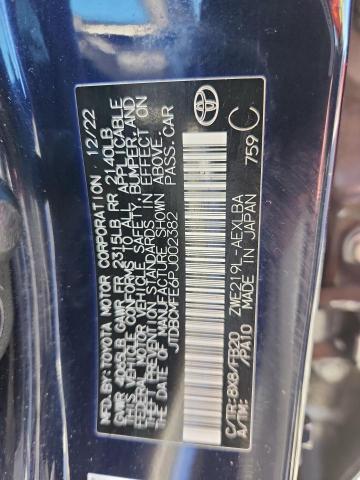 MFD.BY:TOYOTA MOTOR CORPORATION 12/22
GVWR 4065LB GAWR FR 2315LB RR 2140LB
THIS VEHICLE CONFORMS TO ALL APPLICABLE
FEDERAL MOTOR VEHICLE SAFETY, BUMPER, AND
THEFT PREVENTION STANDARDS IN EFFECT ON
THE DATE OF MANUFACTURE SHOWN ABOVE.
JTDBCMFE6PJ002382 PASS.CAR
C/TR:8X8/FB20 ZWE219L-AEXLBA
A/TM: /PA10 MADE IN JAPAN 759 C
TOYOTA